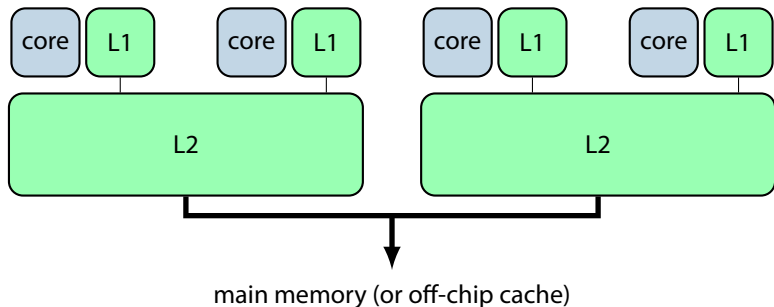 core L1 core L1 core L1 core L1
L2 L2
main memory (or off-chip cache)